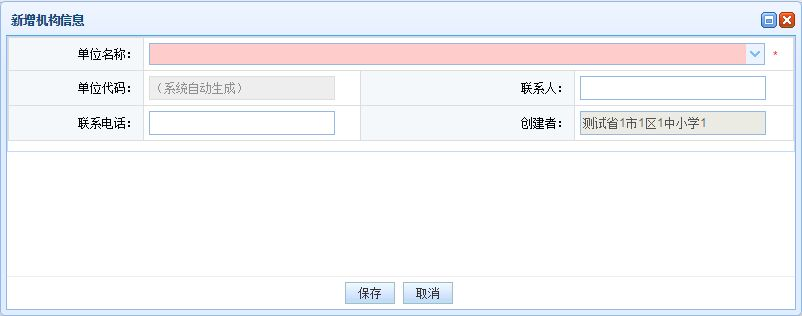 新增机构信息
单位名称： *
单位代码： （系统自动生成） 联系人：
联系电话： 创建者： 测试省1市1区1中小学1
保存 取消